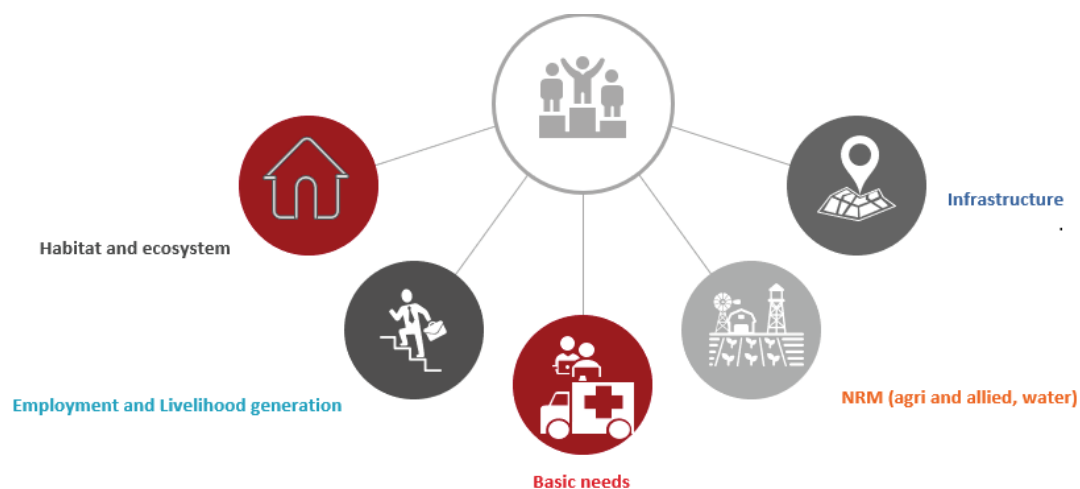 Infrastructure
.
Habitat and ecosystem
Employment and Livelihood generation
NRM (agri and allied, water)
Basic needs